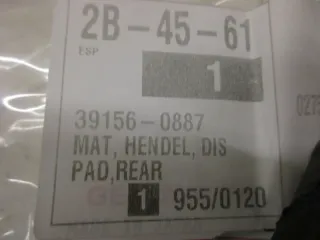 2B-45-61
ESP
1
39156-0887
MAT, HENDEL, DIS
PAD,REAR
1 955/0120